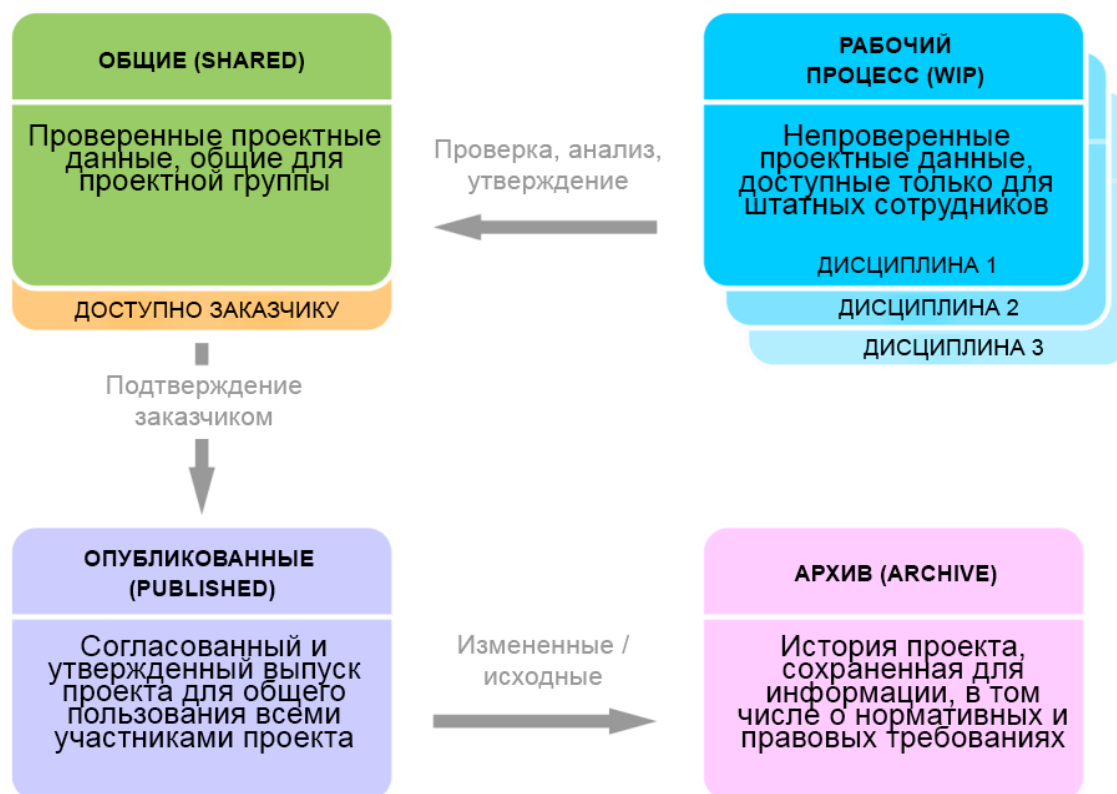 ОБЩИЕ (SHARED)
Проверенные проектные
данные, общие для
проектной группы
ДОСТУПНО ЗАКАЗЧИКУ
Проверка, анализ,
утверждение
РАБОЧИЙ
ПРОЦЕСС (WIP)
Непроверенные
проектные данные,
доступные только для
штатных сотрудников
ДИСЦИПЛИНА 1
ДИСЦИПЛИНА 2
ДИСЦИПЛИНА 3
Подтверждение
заказчиком
ОПУБЛИКОВАННЫЕ
(PUBLISHED)
Согласованный и
утвержденный выпуск
проекта для общего
пользования всеми
участниками проекта
Измененные /
исходные
АРХИВ (ARCHIVE)
История проекта,
сохраненная для
информации, в том
числе о нормативных и
правовых требованиях